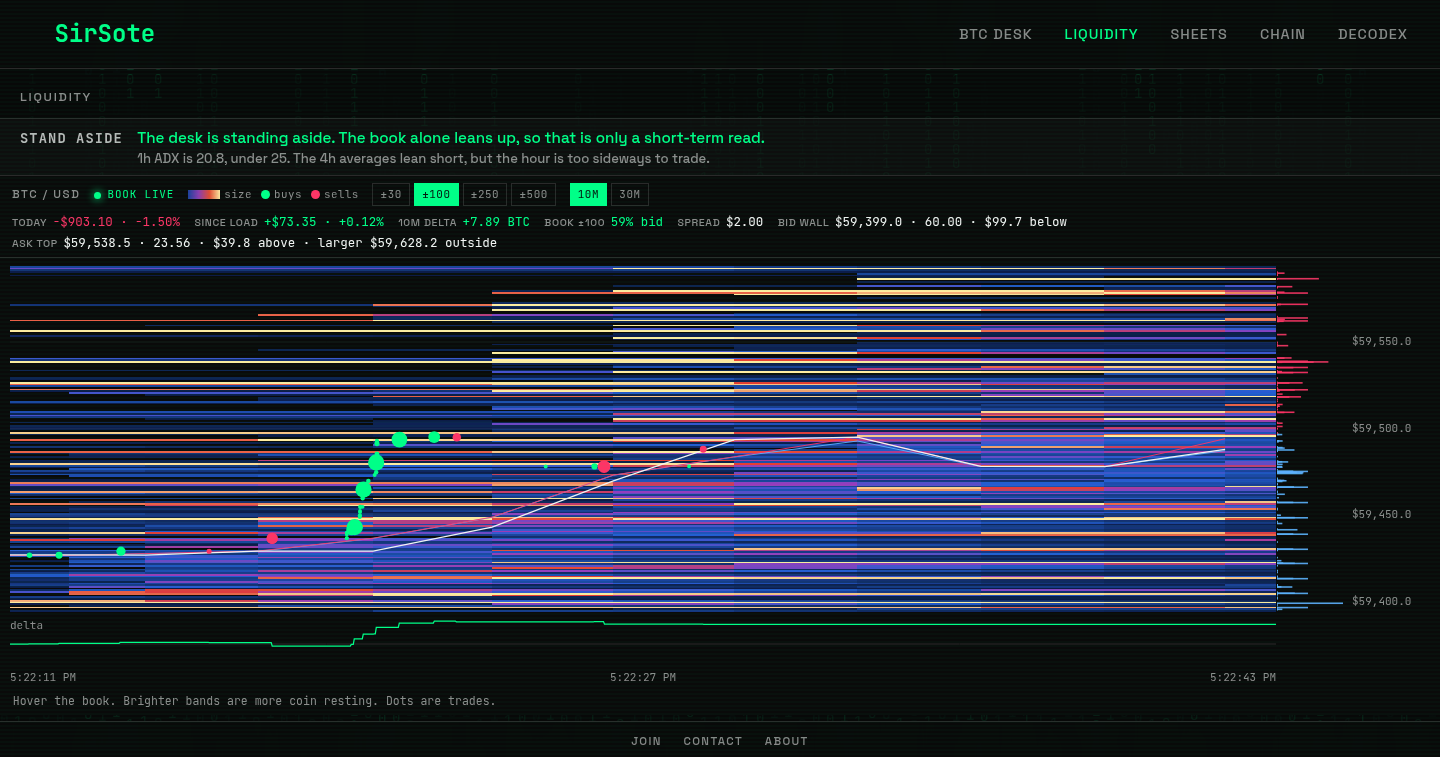 SirSote
BTC DESK LIQUIDITY SHEETS CHAIN DECODEX
LIQUIDITY
STAND ASIDE The desk is standing aside. The book alone leans up, so that is only a short-term read.
1h ADX is 20.8, under 25. The 4h averages lean short, but the hour is too sideways to trade.
BTC / USD BOOK LIVE size buys sells ±30 ±100 ±250 ±500 10M 30M
TODAY -$903.10 · -1.50% SINCE LOAD +$73.35 · +0.12% 10M DELTA +7.89 BTC BOOK ±100 59% bid SPREAD $2.00 BID WALL $59,399.0 · 60.00 · $99.7 below
ASK TOP $59,538.5 · 23.56 · $39.8 above · larger $59,628.2 outside
$59,550.0
$59,500.0
$59,450.0
$59,400.0
delta
5:22:11 PM 5:22:27 PM 5:22:43 PM
Hover the book. Brighter bands are more coin resting. Dots are trades.
JOIN CONTACT ABOUT